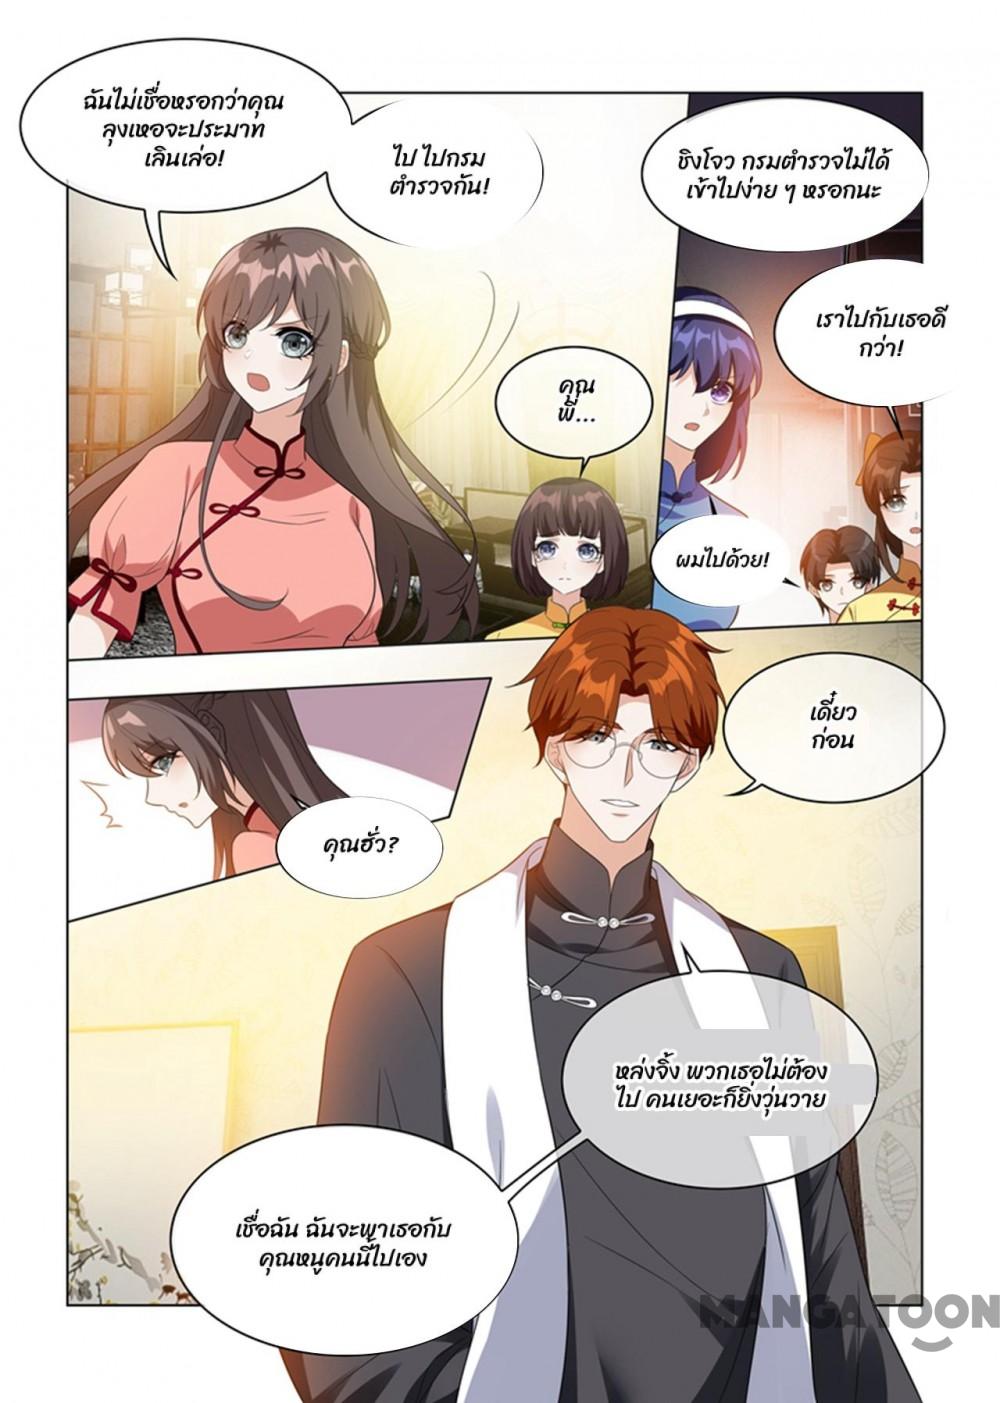 ฉันไม่เชื่อหรอกว่าคุณ
ลุงเหอจะประมาท
เลินเล่อ!
ไป ไปกรม
ตำรวจกัน!
ชิงโจว กรมตำรวจไม่ได้
เข้าไปง่าย ๆ หรอกนะ
เราไปกับเธอดี
กว่า!
คุณ
พี่...
ผมไปด้วย!
เดี๋ยว
ก่อน
คุณฮั่ว?
หล่งจิ้ง พวกเธอไม่ต้อง
ไป คนเยอะก็ยิ่งวุ่นวาย
เชื่อฉัน ฉันจะพาเธอกับ
คุณหนูคนนี้ไปเอง
MANGATOON